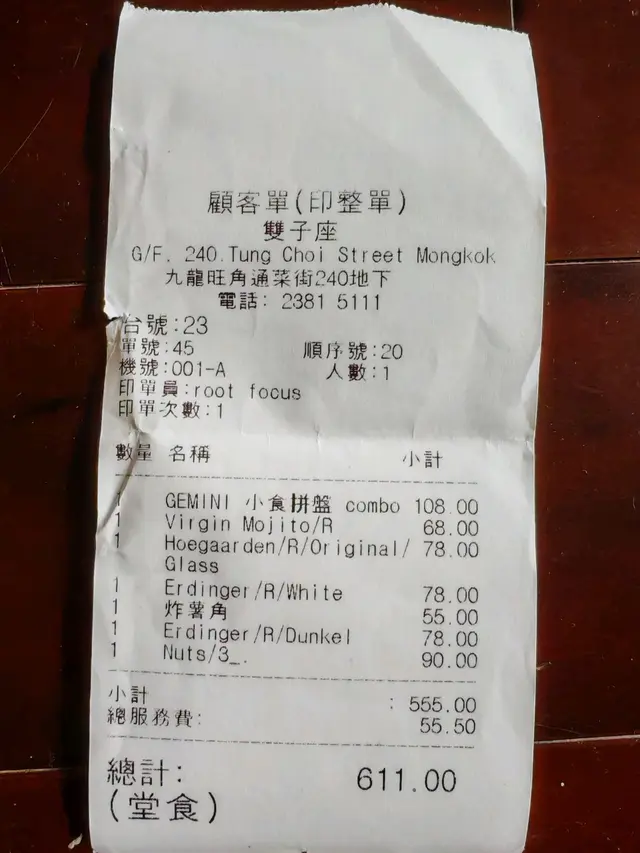 顧客單(印整單)
雙子座
G/F, 240.Tung Choi Street Mongkok
九龍旺角通菜街240地下
電話: 2381 5111
台號:23
單號:45 順序號:20
機號:001-A 人數:1
印單員:root focus
印單次數:1
數量 名稱 小計
1 GEMINI 小食拼盤 combo 108.00
1 Virgin Mojito/R 68.00
1 Hoegaarden/R/Original/ 78.00
Glass
1 Erdinger/R/White 78.00
1 炸薯角 55.00
1 Erdinger/R/Dunkel 78.00
1 Nuts/3_. 90.00
小計 : 555.00
總服務費: 55.50
總計: 611.00
(堂食)